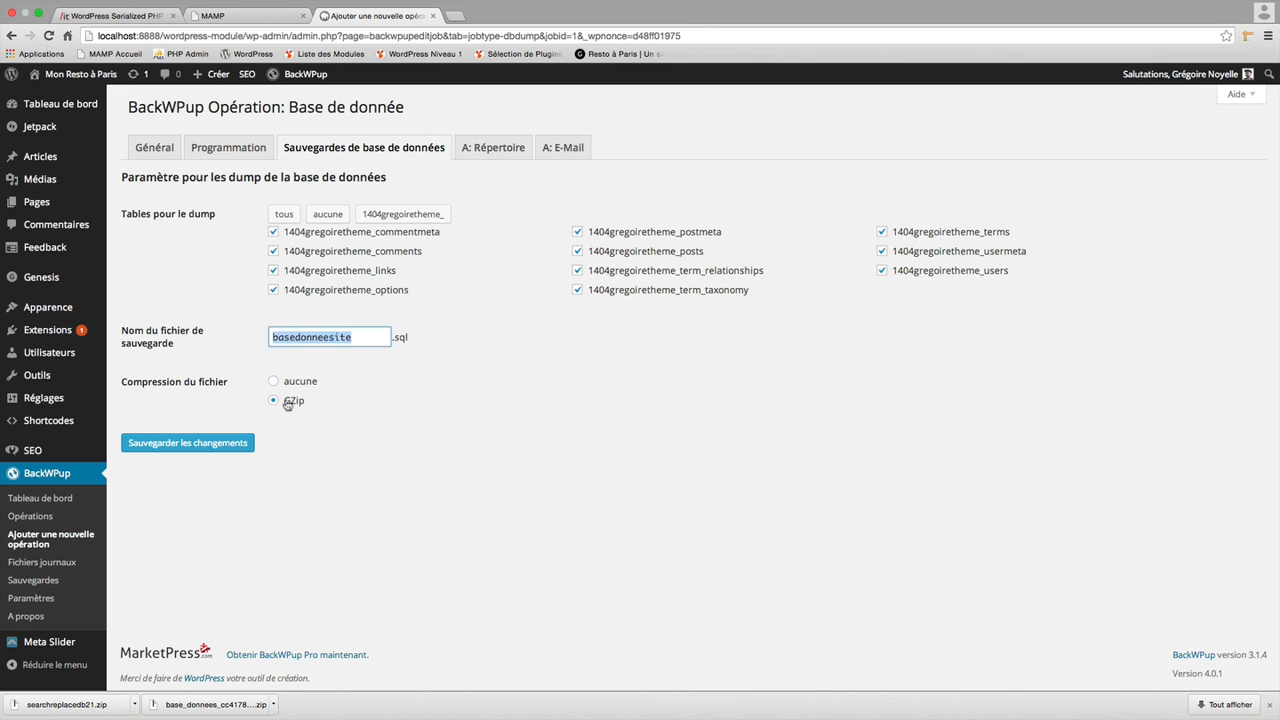 /it WordPress Serialized PHP
MAMP
Ajouter une nouvelle opér
localhost:8888/wordpress-module/wp-admin/admin.php?page=backwpupeditjob&tab=jobtype-dbdump&jobid=1&_wpnonce=d48ff01975
Applications
MAMP Accueil
PHP Admin
WordPress
Liste des Modules
WordPress Niveau 1
Sélection de Plugins
Resto à Paris | Un si
Mon Resto à Paris
1
0
Créer
SEO
BackWPup
Salutations, Grégoire Noyelle
Aide
Tableau de bord
Jetpack
Articles
Médias
Pages
Commentaires
Feedback
Genesis
Apparence
Extensions 1
Utilisateurs
Outils
Réglages
Shortcodes
SEO
BackWPup
Tableau de bord
Opérations
Ajouter une nouvelle
opération
Fichiers journaux
Sauvegardes
Paramètres
A propos
Meta Slider
Réduire le menu
BackWPup Opération: Base de donnée
Général
Programmation
Sauvegardes de base de données
A: Répertoire
A: E-Mail
Paramètre pour les dump de la base de données
Tables pour le dump
tous
aucune
1404gregoiretheme_
1404gregoiretheme_commentmeta
1404gregoiretheme_comments
1404gregoiretheme_links
1404gregoiretheme_options
1404gregoiretheme_postmeta
1404gregoiretheme_posts
1404gregoiretheme_term_relationships
1404gregoiretheme_term_taxonomy
1404gregoiretheme_terms
1404gregoiretheme_usermeta
1404gregoiretheme_users
Nom du fichier de
sauvegarde
basedonneesite .sql
Compression du fichier
aucune
GZip
Sauvegarder les changements
MarketPress.com
Obtenir BackWPup Pro maintenant.
BackWPup version 3.1.4
Merci de faire de WordPress votre outil de création.
Version 4.0.1
searchreplacedb21.zip
base_donnees_cc4178....zip
Tout afficher